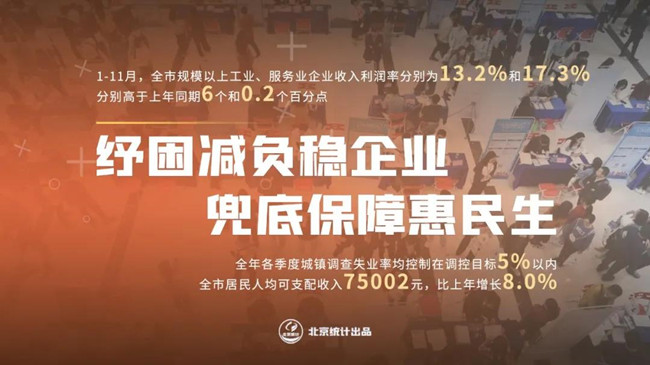 1-11月，全市规模以上工业、服务业企业收入利润率分别为13.2%和17.3%
分别高于上年同期6个和0.2个百分点
纾困减负稳企业
兜底保障惠民生
全年各季度城镇调查失业率均控制在调控目标5%以内
全市居民人均可支配收入75002元，比上年增长8.0%
北京统计出品